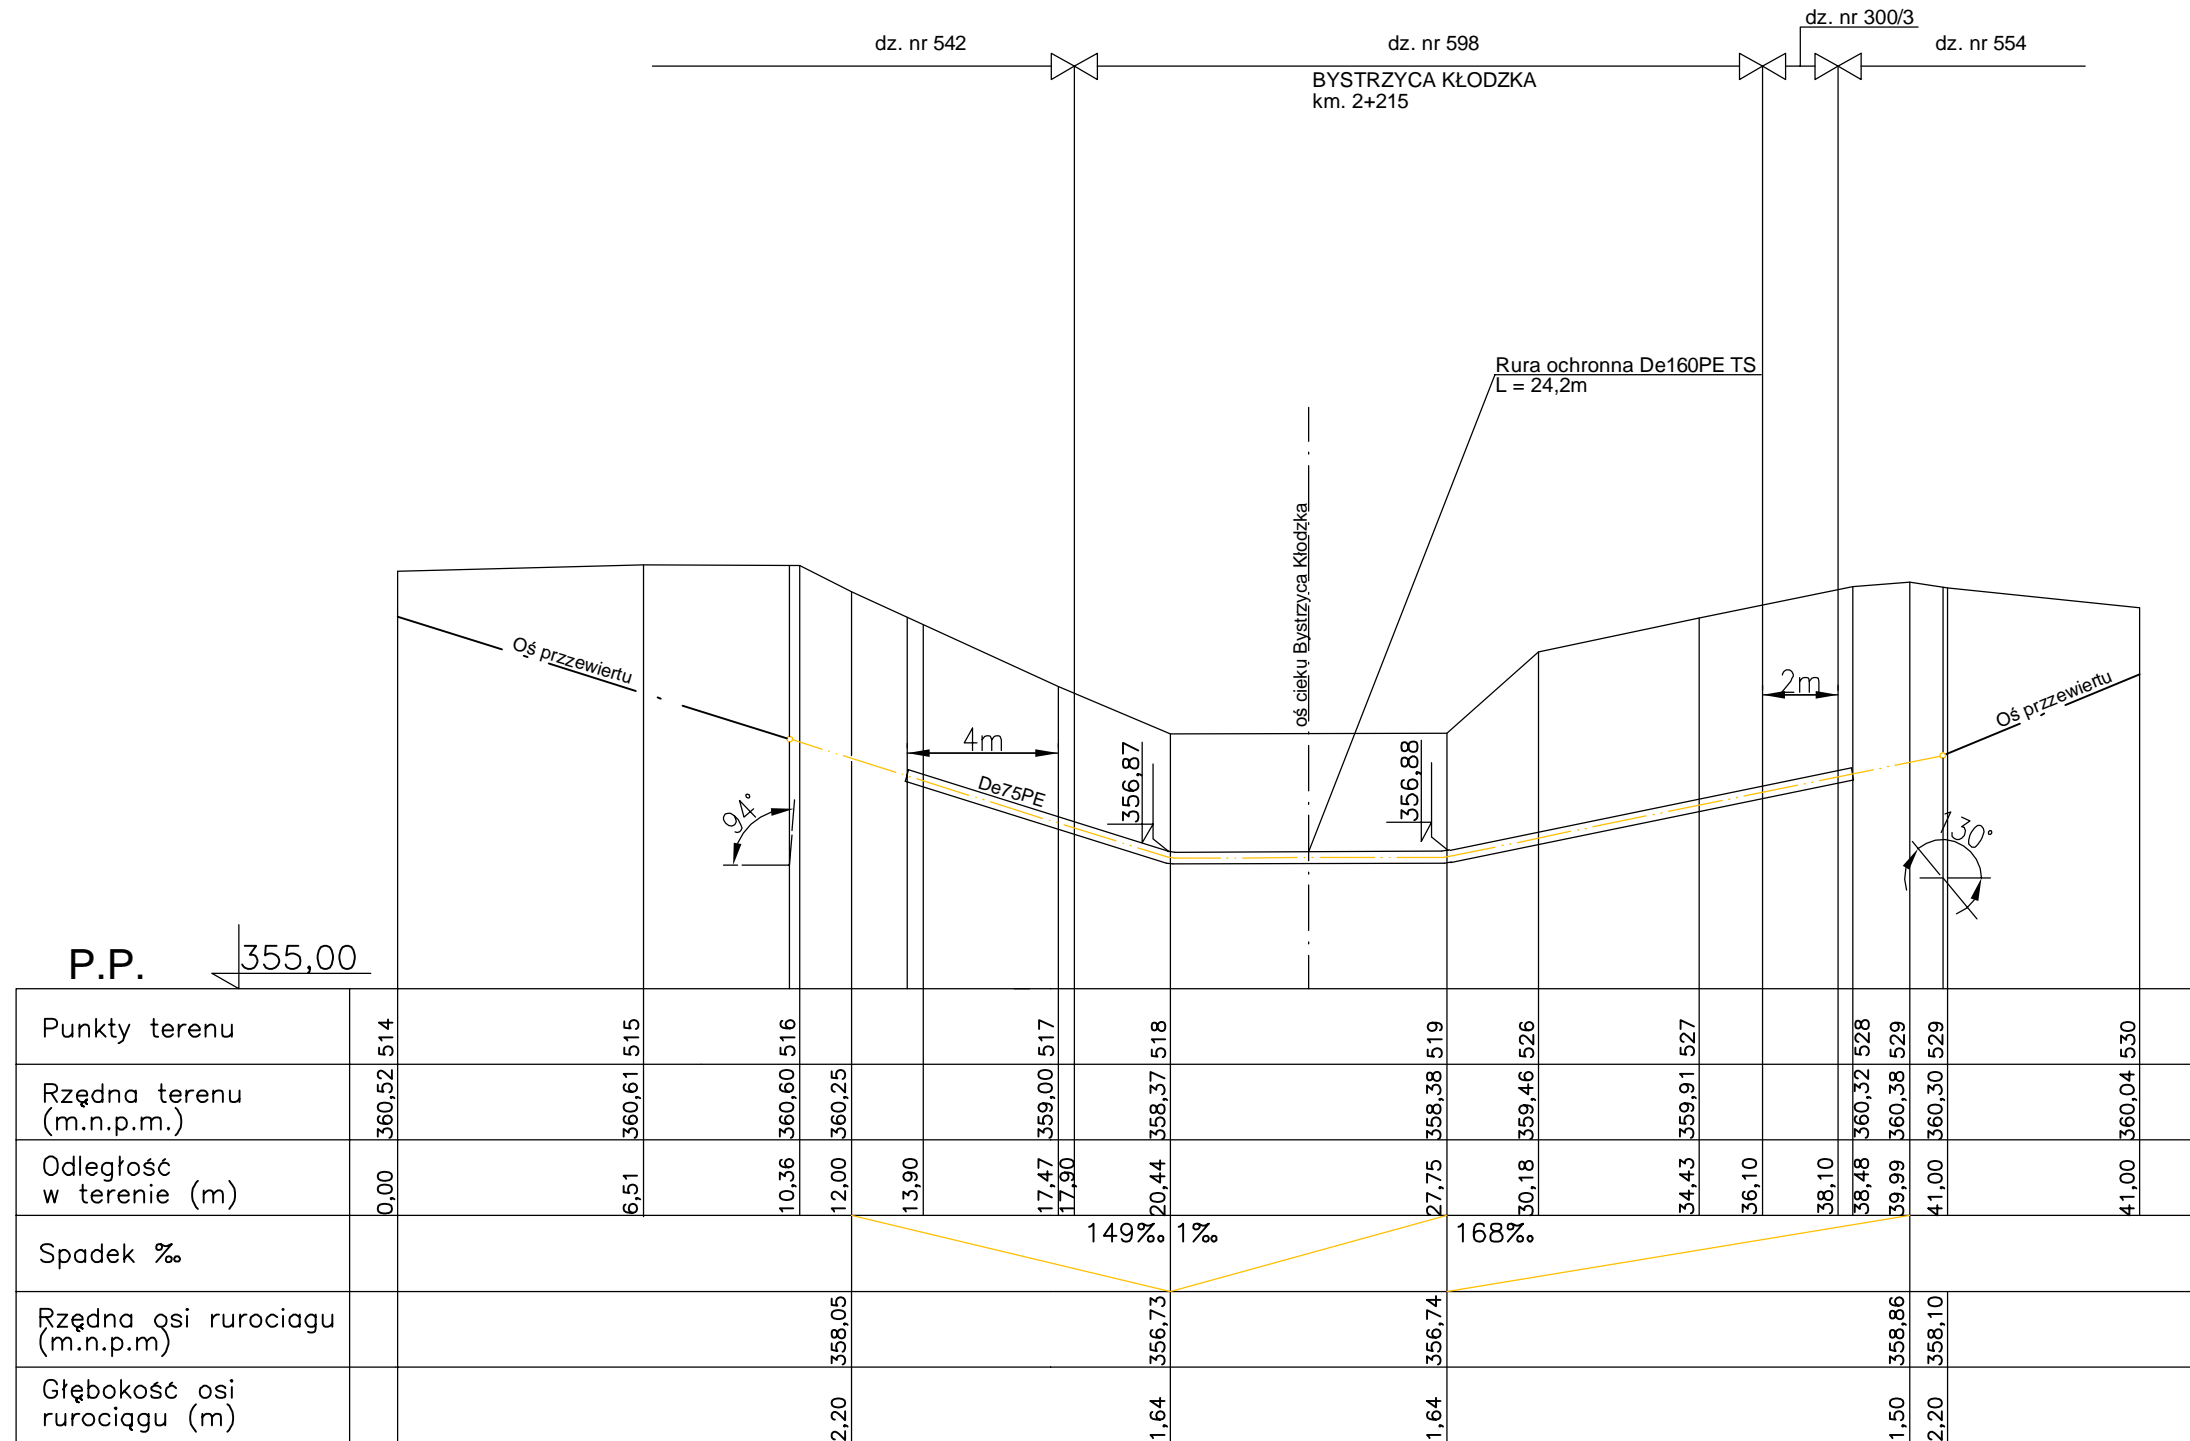 dz. nr 300/3
dz. nr 542
dz. nr 598
dz. nr 554
BYSTRZYCA KŁODZKA
km. 2+215
Rura ochronna De160PE TS
L = 24,2m
oś cieku Bystrzyca Kłodzka
Oś przzewiertu
Oś przzewiertu
2m
4m
De75PE
356,87
356,88
94°
130°
P.P.
355,00
Punkty terenu
514
515
516
517
518
519
526
527
528
529
529
530
Rzędna terenu
(m.n.p.m.)
360,52
360,61
360,60
360,25
359,00
358,37
358,38
359,46
359,91
360,32
360,38
360,30
360,04
Odległość
w terenie (m)
0,00
6,51
10,36
12,00
13,90
17,47
17,90
20,44
27,75
30,18
34,43
36,10
38,10
38,48
39,99
41,00
41,00
Spadek ‰
149‰
1‰
168‰
Rzędna osi rurociagu
(m.n.p.m)
358,05
356,73
356,74
358,86
358,10
Głębokość osi
rurociągu (m)
2,20
1,64
1,64
1,50
2,20